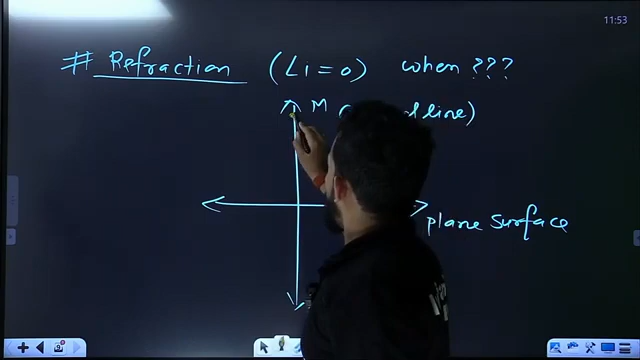 11:53
# Refraction (∠i = 0) when ???
M ( line)
plane surface